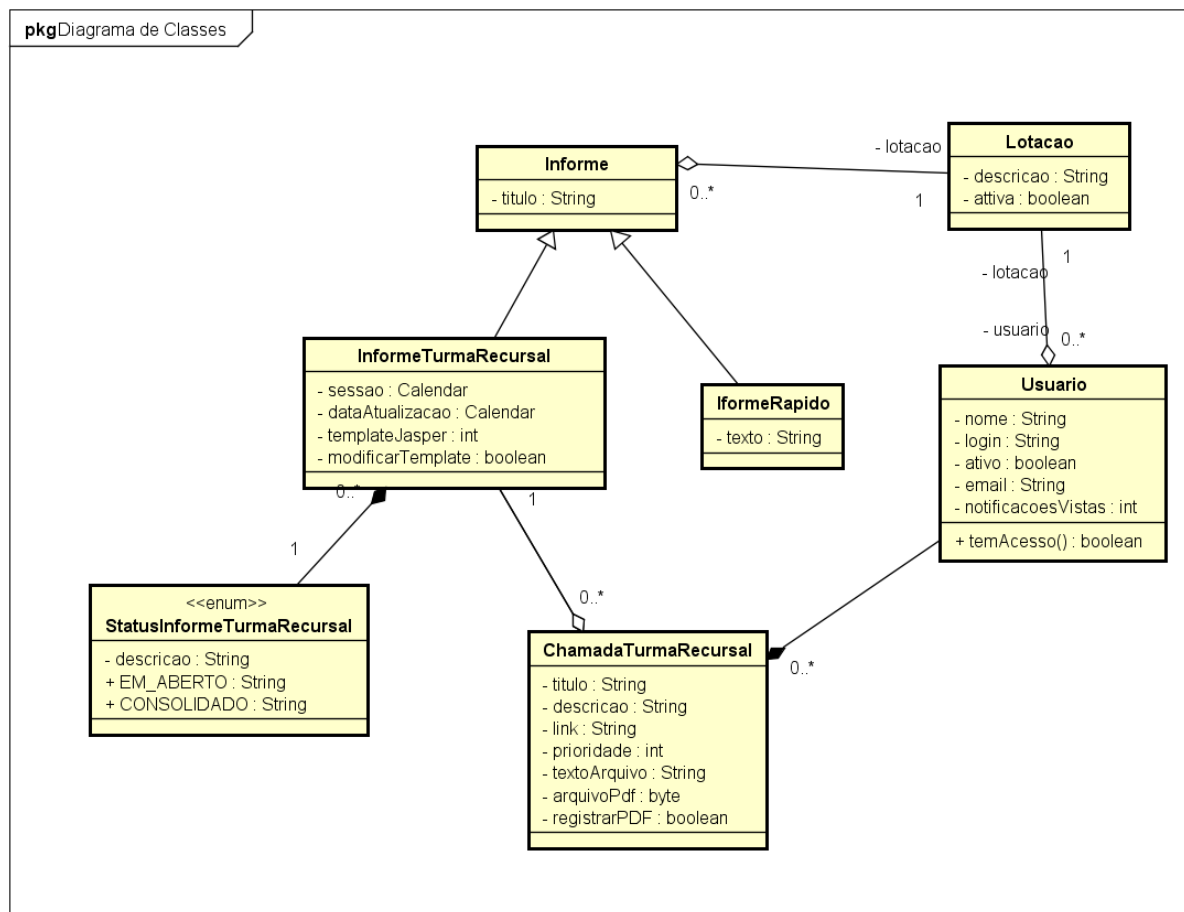 pkg Diagrama de Classes
Informe
- titulo : String
- lotacao
0..*
1
Lotacao
- descricao : String
- attiva : boolean
1
- lotacao
- usuario
0..*
InformeTurmaRecursal
- sessao : Calendar
- dataAtualizacao : Calendar
- templateJasper : int
- modificarTemplate : boolean
IformeRapido
- texto : String
Usuario
- nome : String
- login : String
- ativo : boolean
- email : String
- notificacoesVistas : int
+ temAcesso() : boolean
0..*
1
1
0..*
<<enum>>
StatusInformeTurmaRecursal
- descricao : String
+ EM_ABERTO : String
+ CONSOLIDADO : String
ChamadaTurmaRecursal
- titulo : String
- descricao : String
- link : String
- prioridade : int
- textoArquivo : String
- arquivoPdf : byte
- registrarPDF : boolean
0..*